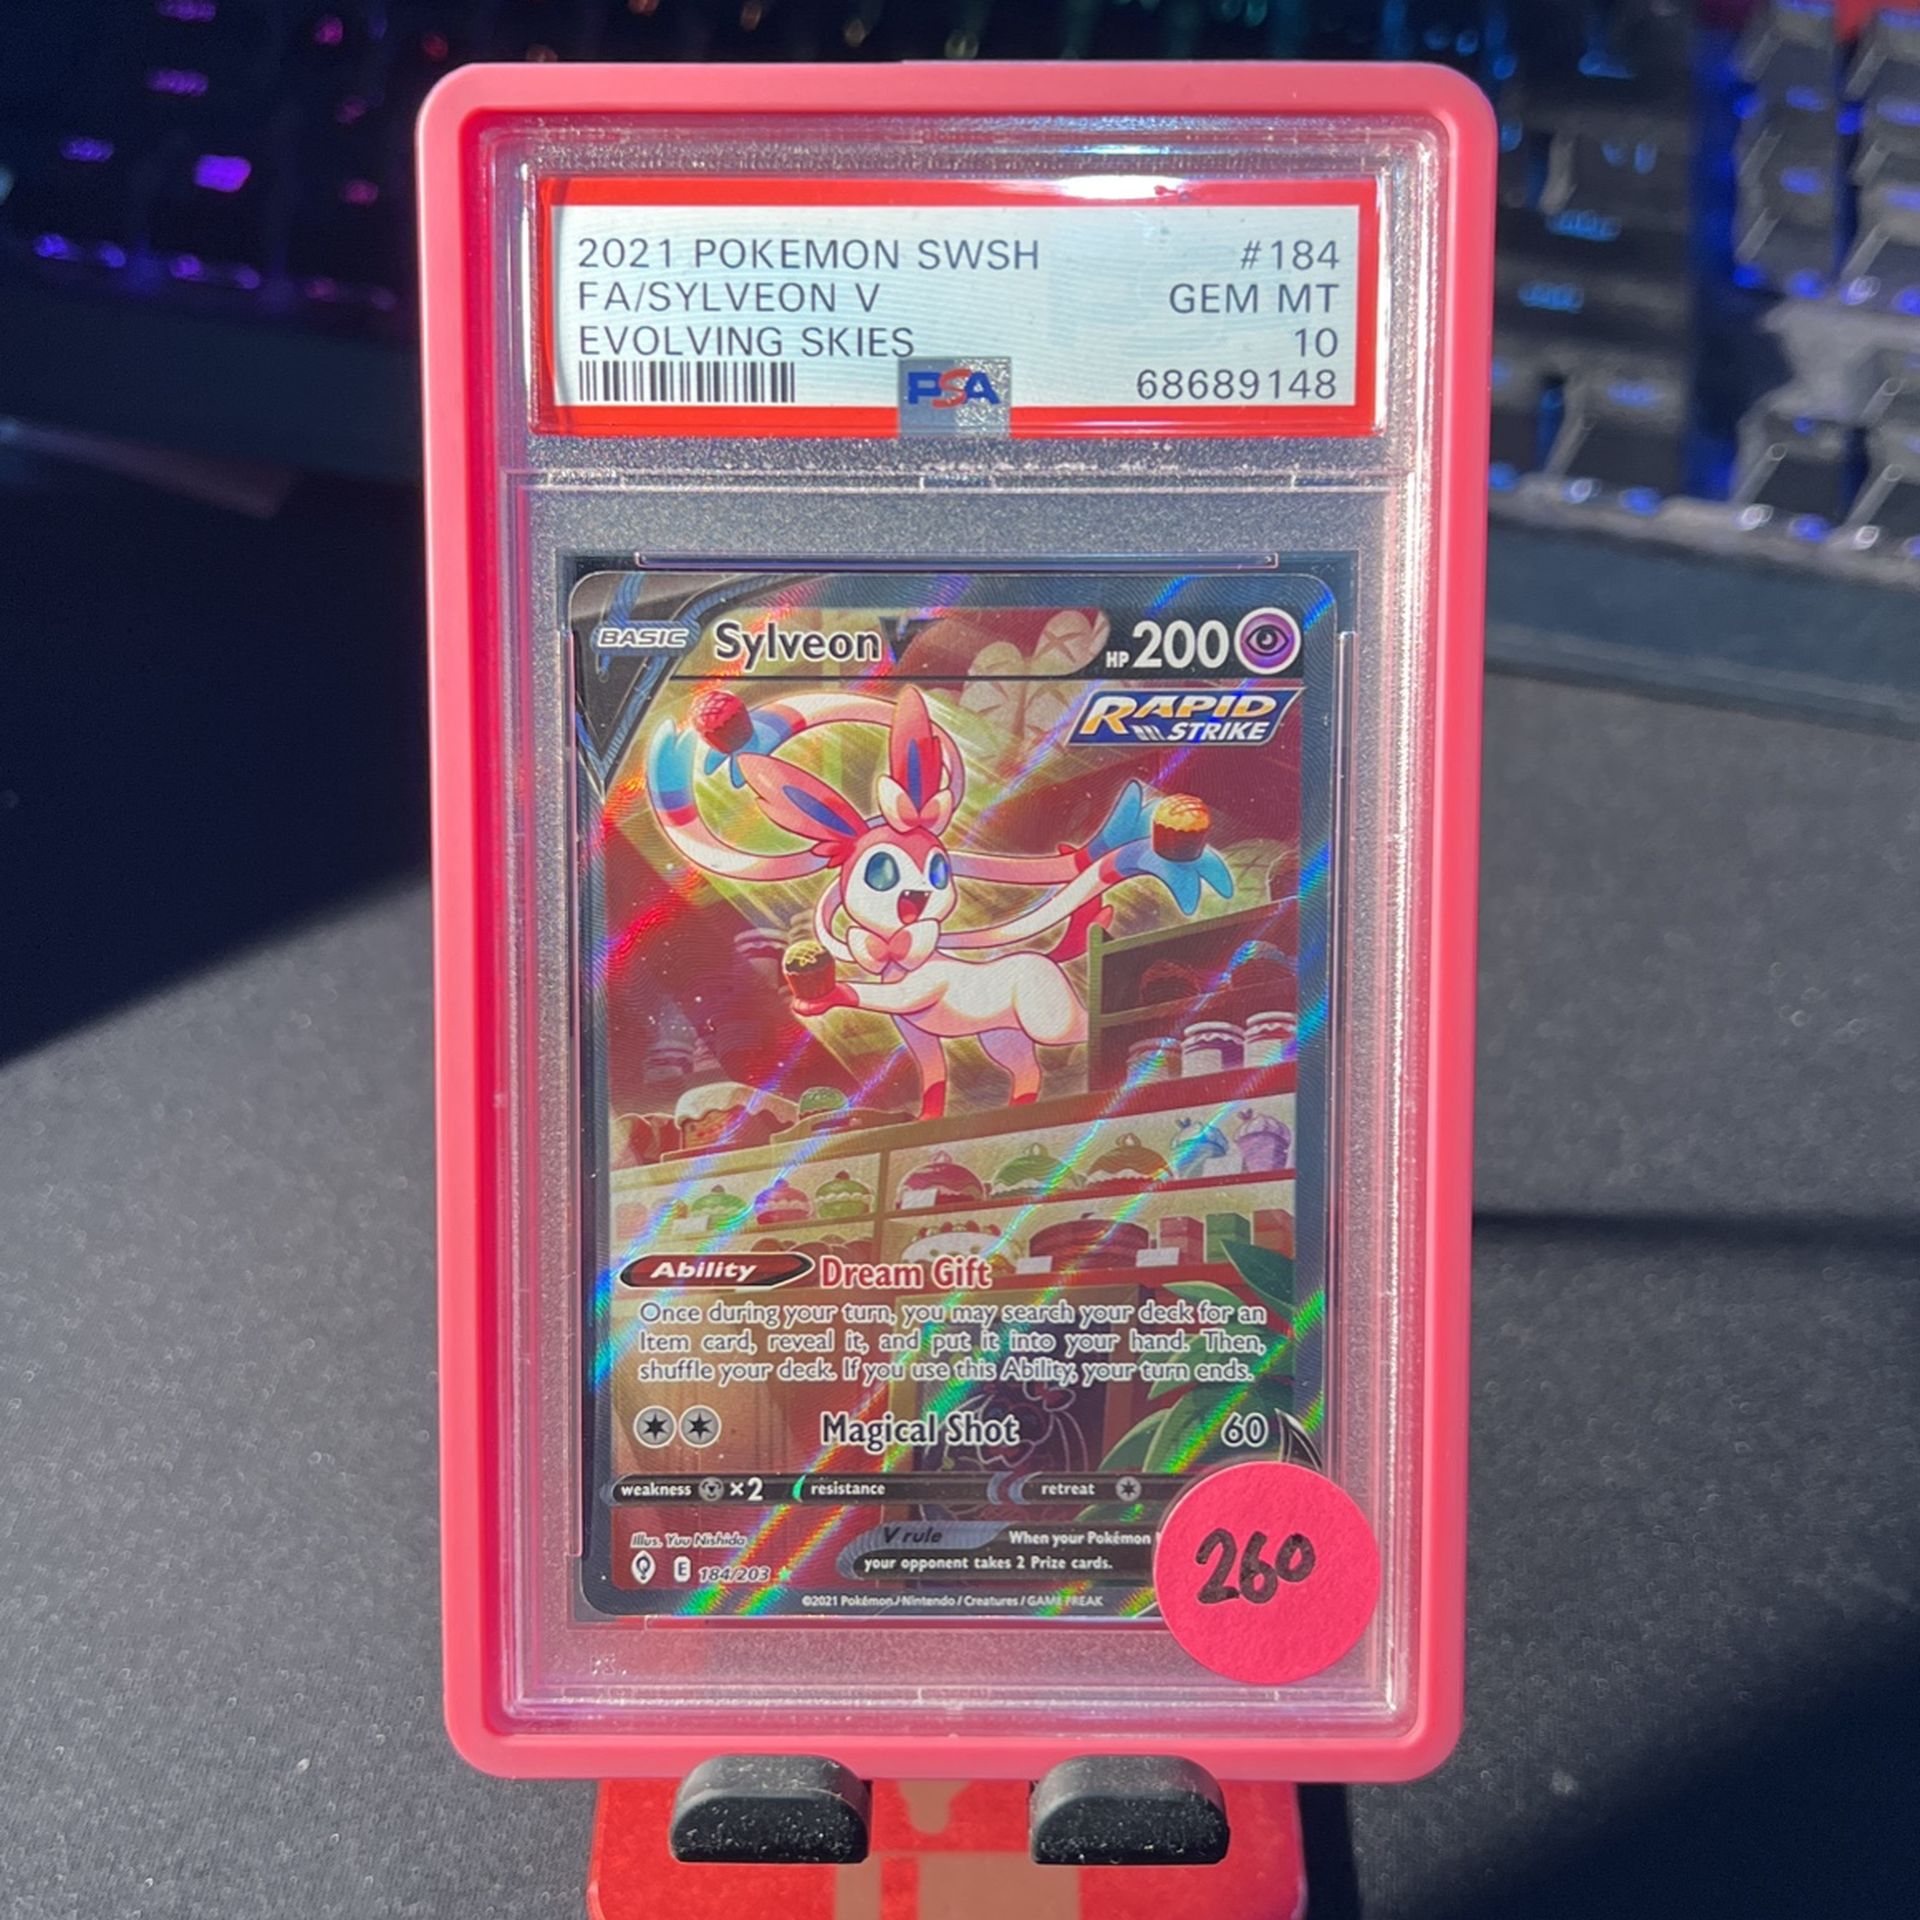 2021 POKEMON SWSH #184
FA/SYLVEON V GEM MT
EVOLVING SKIES 10
PSA 68689148
BASIC Sylveon V HP 200
RAPID STRIKE
Ability Dream Gift
Once during your turn, you may search your deck for an
Item card, reveal it, and put it into your hand. Then,
shuffle your deck. If you use this Ability, your turn ends.
Magical Shot 60
weakness ×2 resistance retreat
Illus. Yuu Nishida
V rule When your Pokémon
your opponent takes 2 Prize cards.
E 184/203
©2021 Pokémon / Nintendo / Creatures / GAME FREAK
260